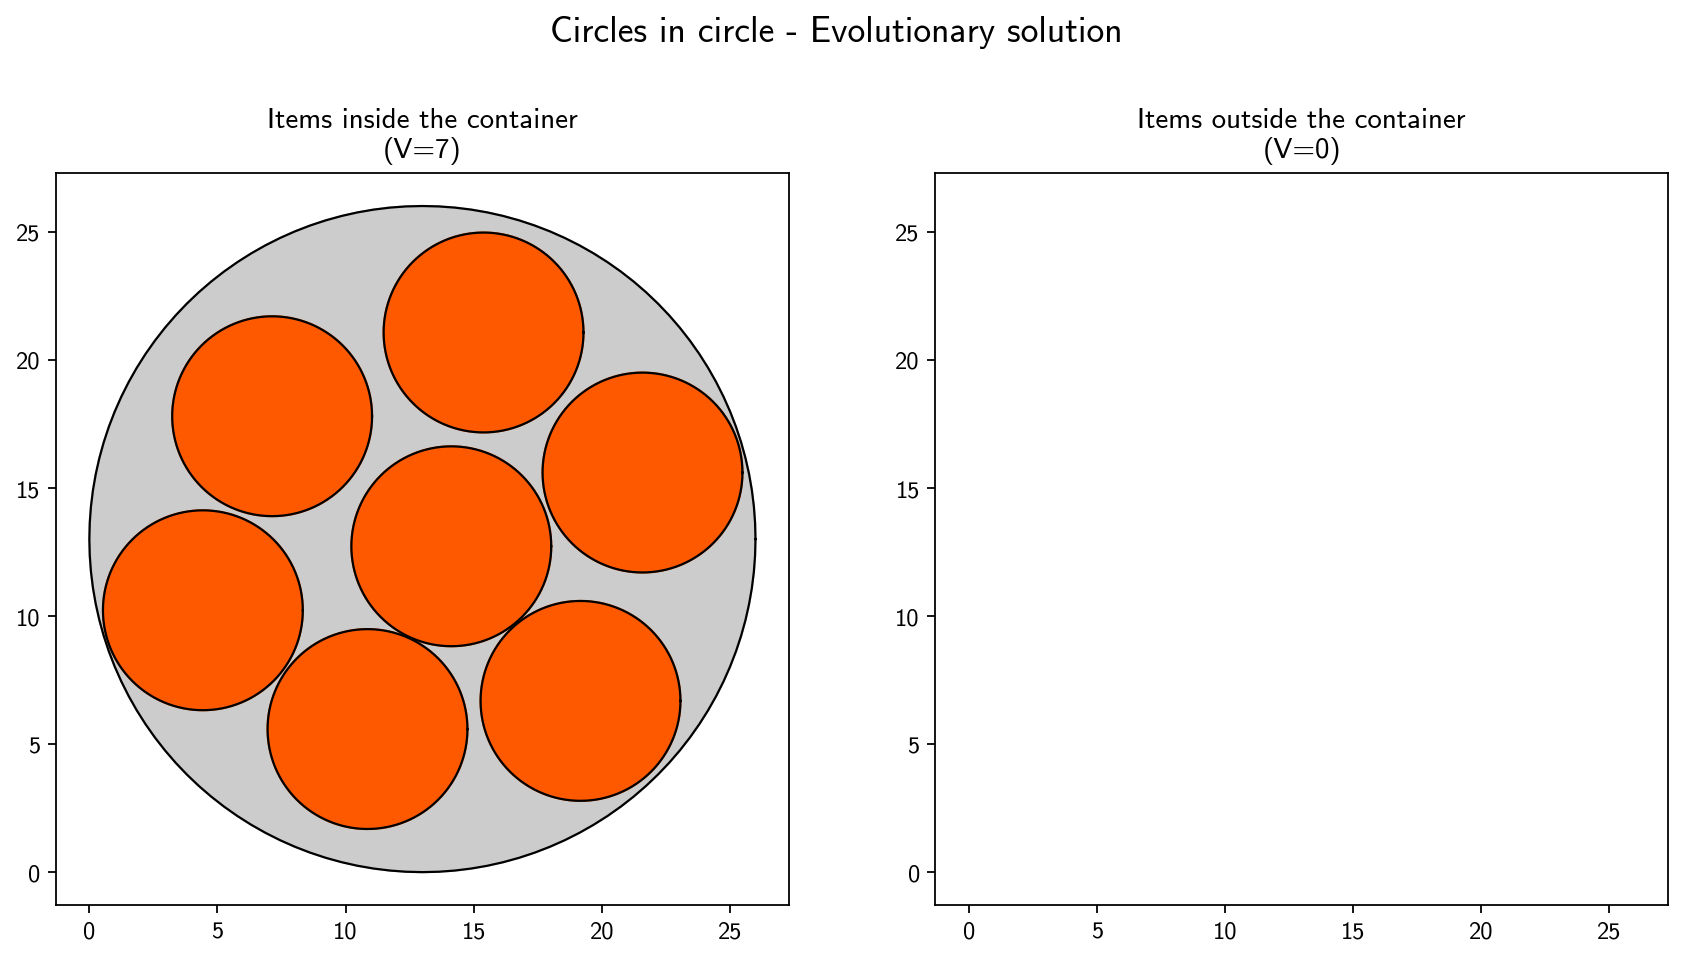 Circles in circle - Evolutionary solution
Items inside the container
(V=7)
25
20
15
10
5
0
0 5 10 15 20 25
Items outside the container
(V=0)
25
20
15
10
5
0
0 5 10 15 20 25